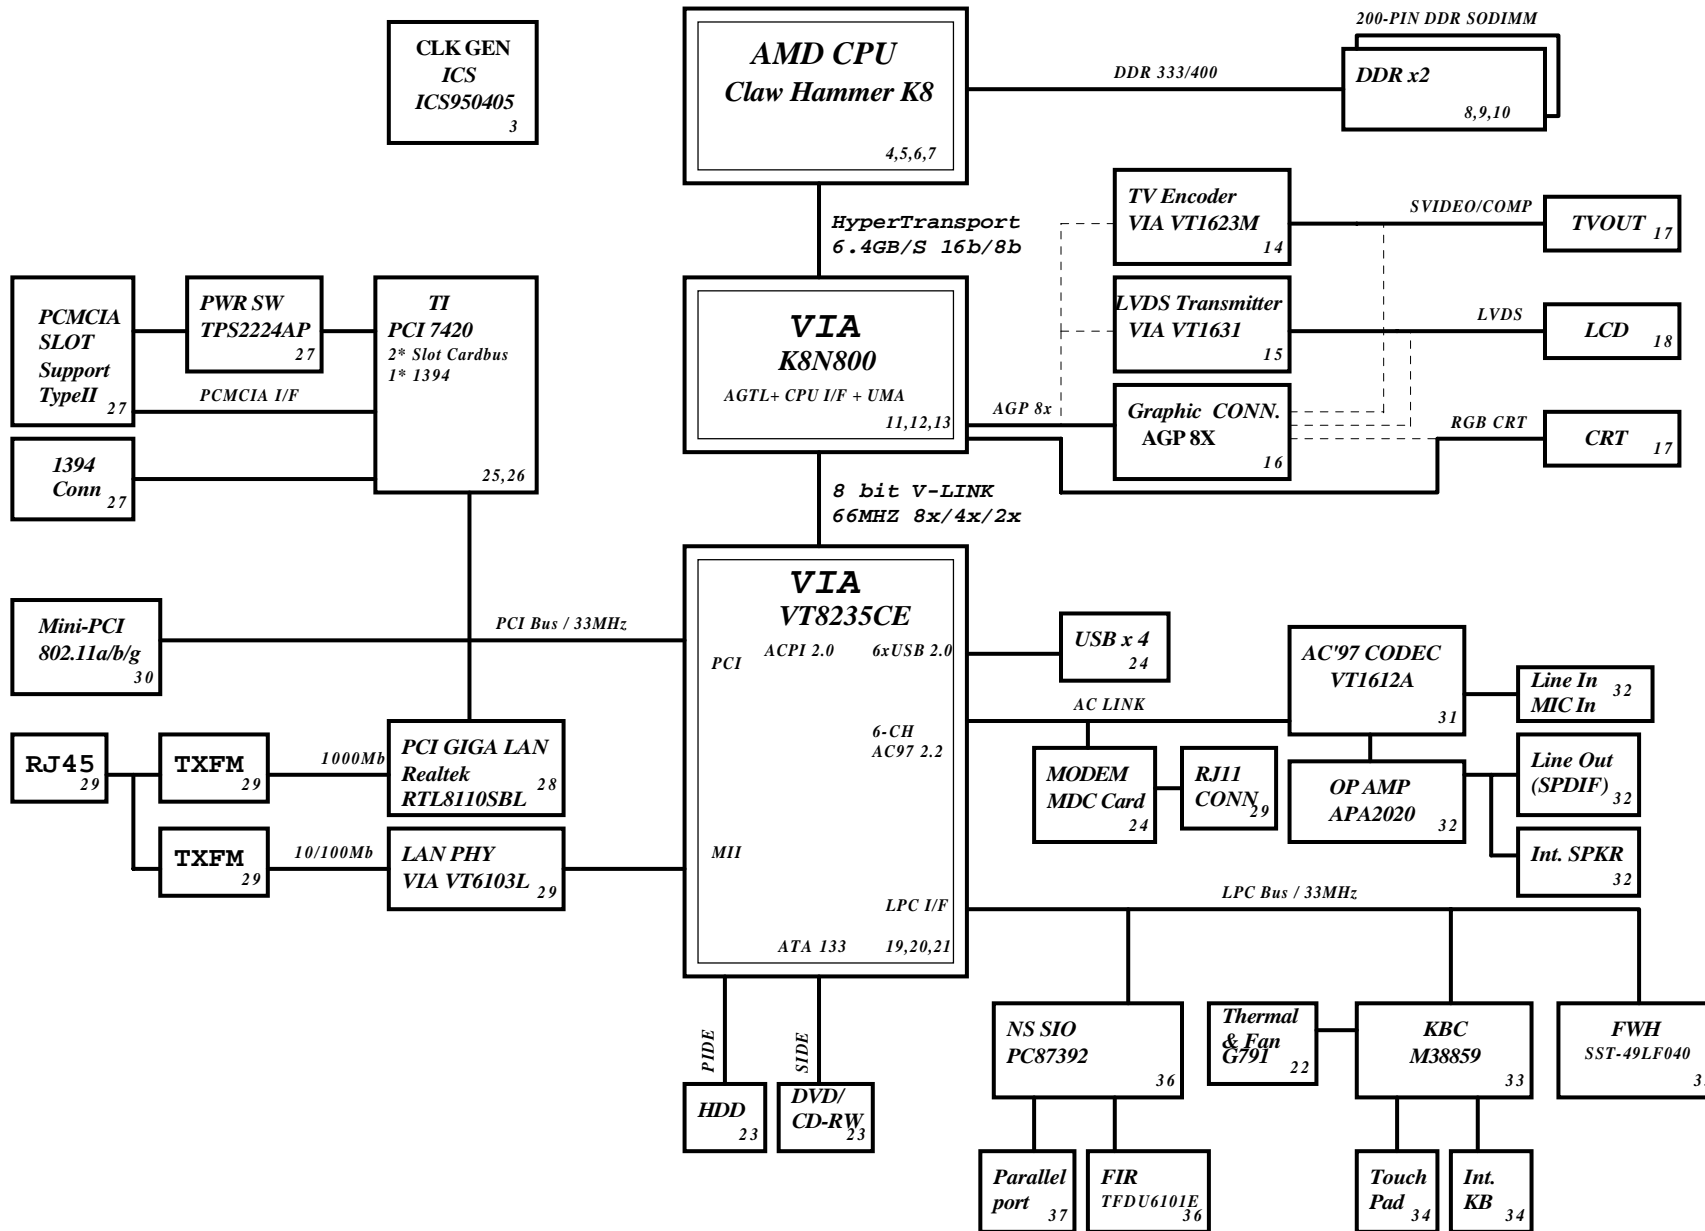 200-PIN DDR SODIMM
CLK GEN
ICS
ICS950405
3
AMD CPU
Claw Hammer K8
4,5,6,7
DDR 333/400
DDR x2
8,9,10
HyperTransport
6.4GB/S 16b/8b
TV Encoder
VIA VT1623M
14
SVIDEO/COMP
TVOUT
17
PCMCIA
SLOT
Support
TypeII
27
PWR SW
TPS2224AP
27
PCMCIA I/F
TI
PCI 7420
2* Slot Cardbus
1* 1394
25,26
1394
Conn
27
VIA
K8N800
AGTL+ CPU I/F + UMA
11,12,13
AGP 8x
LVDS Transmitter
VIA VT1631
15
LVDS
LCD
18
Graphic CONN.
AGP 8X
16
RGB CRT
CRT
17
8 bit V-LINK
66MHZ 8x/4x/2x
Mini-PCI
802.11a/b/g
30
PCI Bus / 33MHz
VIA
VT8235CE
PCI
ACPI 2.0
6xUSB 2.0
6-CH
AC97 2.2
MII
LPC I/F
ATA 133
19,20,21
USB x 4
24
AC LINK
AC'97 CODEC
VT1612A
31
Line In
MIC In
32
RJ45
29
TXFM
29
1000Mb
PCI GIGA LAN
Realtek
RTL8110SBL
28
MODEM
MDC Card
24
RJ11
CONN
29
OP AMP
APA2020
32
Line Out
(SPDIF)
32
TXFM
29
10/100Mb
LAN PHY
VIA VT6103L
29
Int. SPKR
32
LPC Bus / 33MHz
PIDE
SIDE
HDD
23
DVD/
CD-RW
23
NS SIO
PC87392
36
Thermal
& Fan
G791
22
KBC
M38859
33
FWH
SST-49LF040
Parallel
port
37
FIR
TFDU6101E
36
Touch
Pad
34
Int.
KB
34